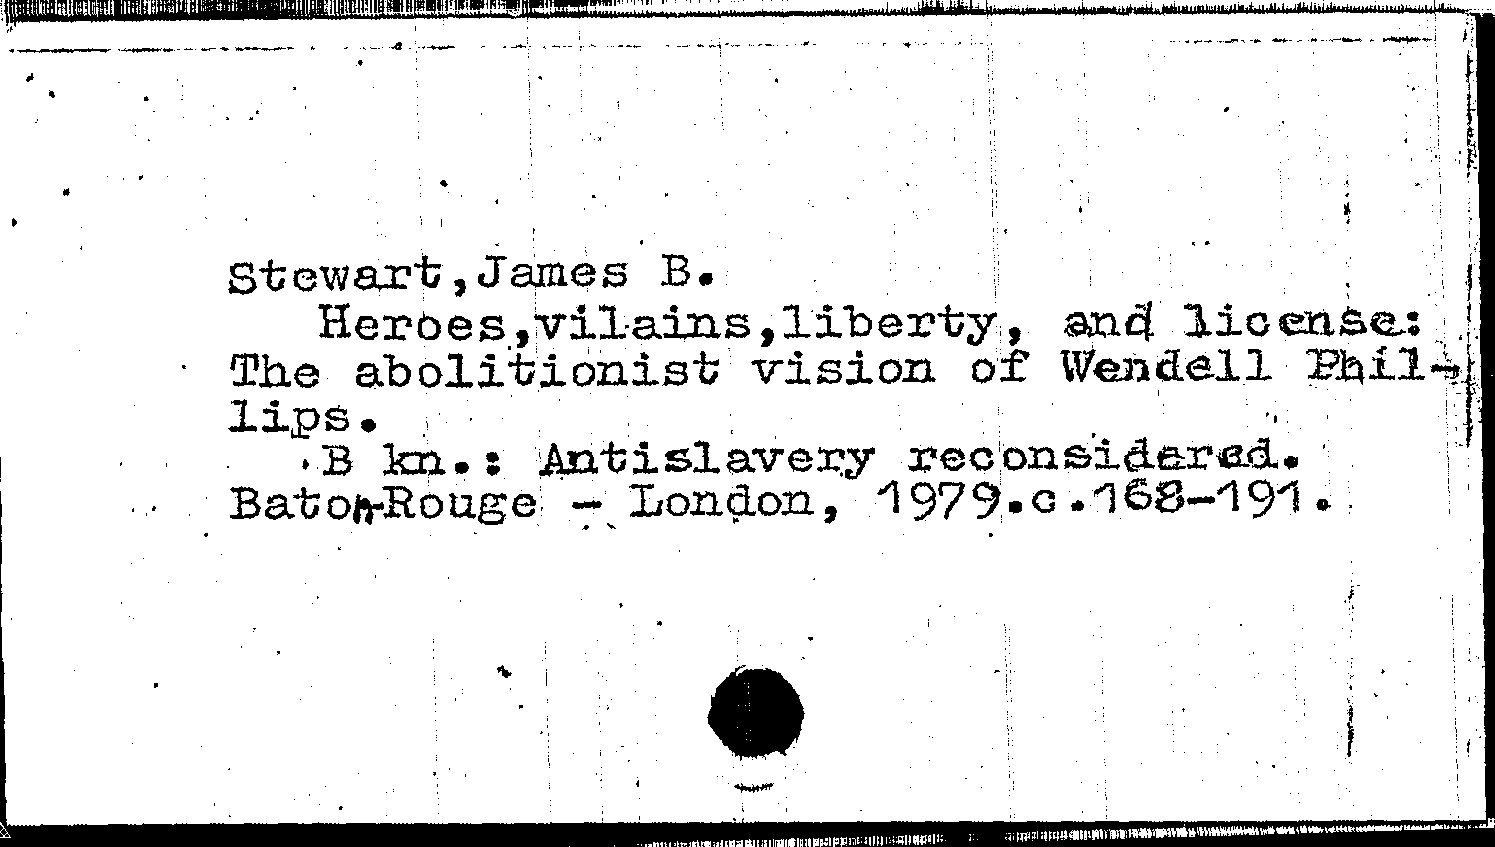 Stewart,James B.
Heroes,vilains,liberty, and license:
The abolitionist vision of Wendell Phil-
lips.
B kn.: Antislavery reconsidered.
Baton-Rouge - London, 1979.c.168-191.